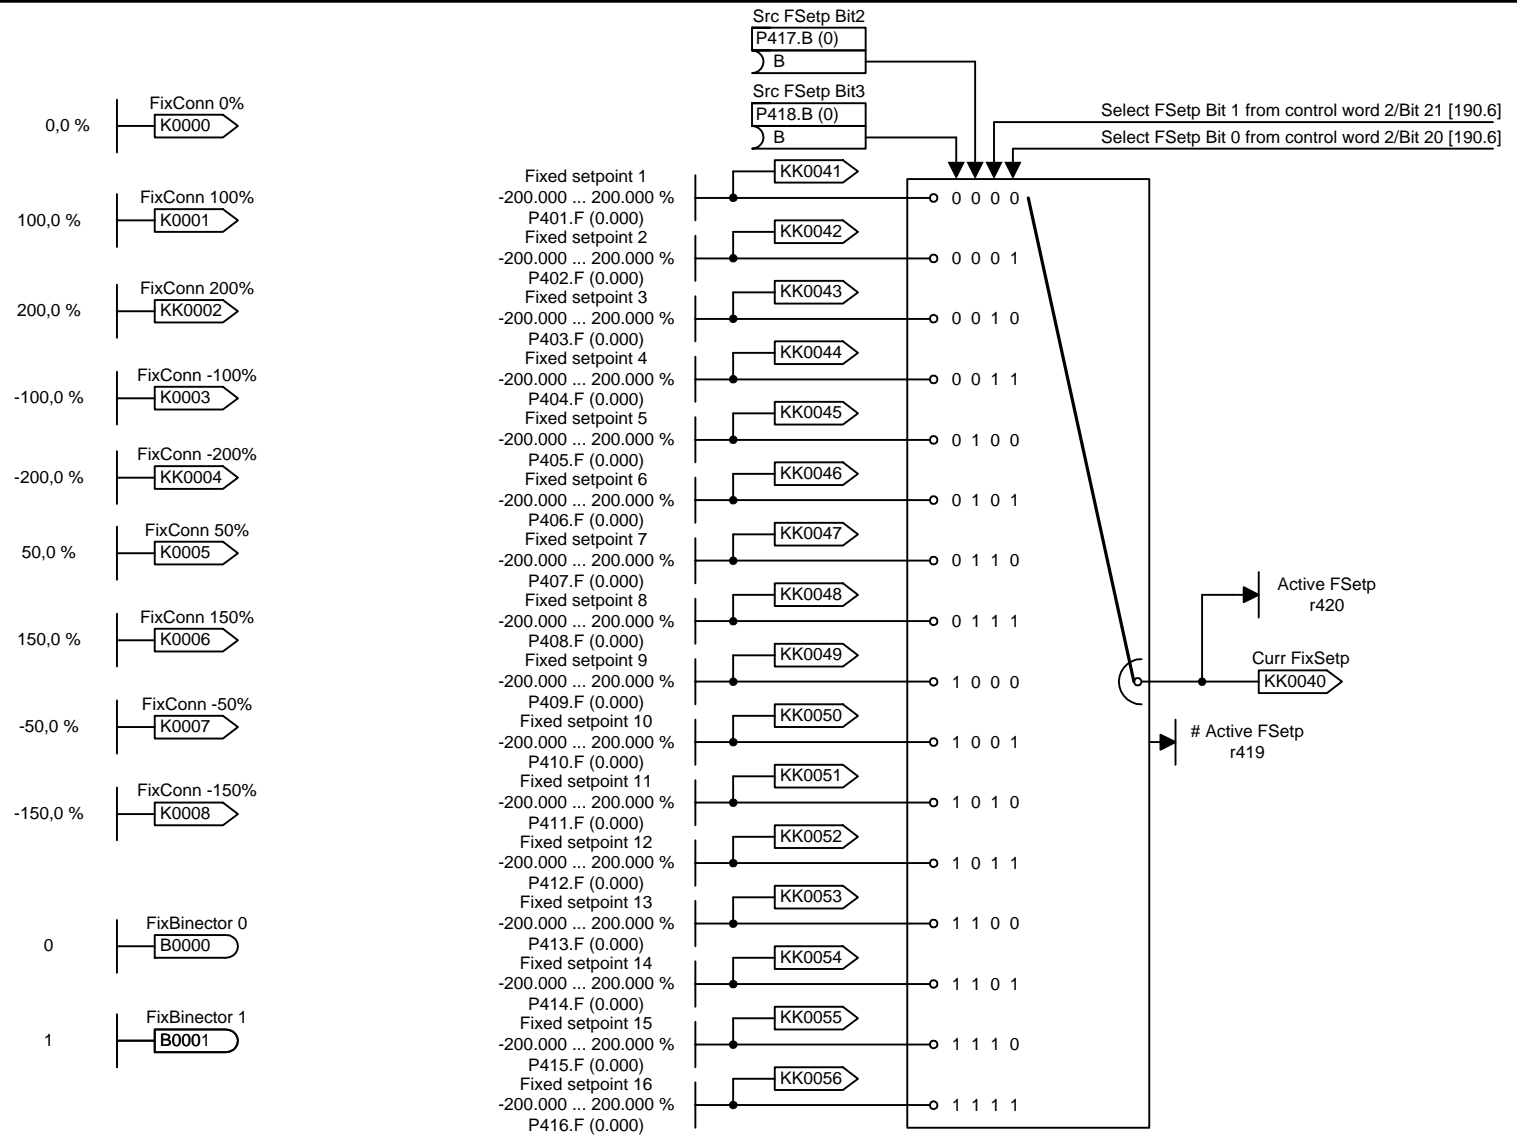 Src FSetp Bit2
P417.B (0)
B
Src FSetp Bit3
P418.B (0)
B
Select FSetp Bit 1 from control word 2/Bit 21 [190.6]
Select FSetp Bit 0 from control word 2/Bit 20 [190.6]
FixConn 0%
0,0 % K0000
FixConn 100%
100,0 % K0001
FixConn 200%
200,0 % KK0002
FixConn -100%
-100,0 % K0003
FixConn -200%
-200,0 % KK0004
FixConn 50%
50,0 % K0005
FixConn 150%
150,0 % K0006
FixConn -50%
-50,0 % K0007
FixConn -150%
-150,0 % K0008
FixBinector 0
0 B0000
FixBinector 1
1 B0001
Fixed setpoint 1 KK0041
-200.000 ... 200.000 % 0 0 0 0
P401.F (0.000)
Fixed setpoint 2 KK0042
-200.000 ... 200.000 % 0 0 0 1
P402.F (0.000)
Fixed setpoint 3 KK0043
-200.000 ... 200.000 % 0 0 1 0
P403.F (0.000)
Fixed setpoint 4 KK0044
-200.000 ... 200.000 % 0 0 1 1
P404.F (0.000)
Fixed setpoint 5 KK0045
-200.000 ... 200.000 % 0 1 0 0
P405.F (0.000)
Fixed setpoint 6 KK0046
-200.000 ... 200.000 % 0 1 0 1
P406.F (0.000)
Fixed setpoint 7 KK0047
-200.000 ... 200.000 % 0 1 1 0
P407.F (0.000)
Fixed setpoint 8 KK0048
-200.000 ... 200.000 % 0 1 1 1
P408.F (0.000)
Fixed setpoint 9 KK0049
-200.000 ... 200.000 % 1 0 0 0
P409.F (0.000)
Fixed setpoint 10 KK0050
-200.000 ... 200.000 % 1 0 0 1
P410.F (0.000)
Fixed setpoint 11 KK0051
-200.000 ... 200.000 % 1 0 1 0
P411.F (0.000)
Fixed setpoint 12 KK0052
-200.000 ... 200.000 % 1 0 1 1
P412.F (0.000)
Fixed setpoint 13 KK0053
-200.000 ... 200.000 % 1 1 0 0
P413.F (0.000)
Fixed setpoint 14 KK0054
-200.000 ... 200.000 % 1 1 0 1
P414.F (0.000)
Fixed setpoint 15 KK0055
-200.000 ... 200.000 % 1 1 1 0
P415.F (0.000)
Fixed setpoint 16 KK0056
-200.000 ... 200.000 % 1 1 1 1
P416.F (0.000)
Active FSetp
r420
Curr FixSetp
KK0040
# Active FSetp
r419